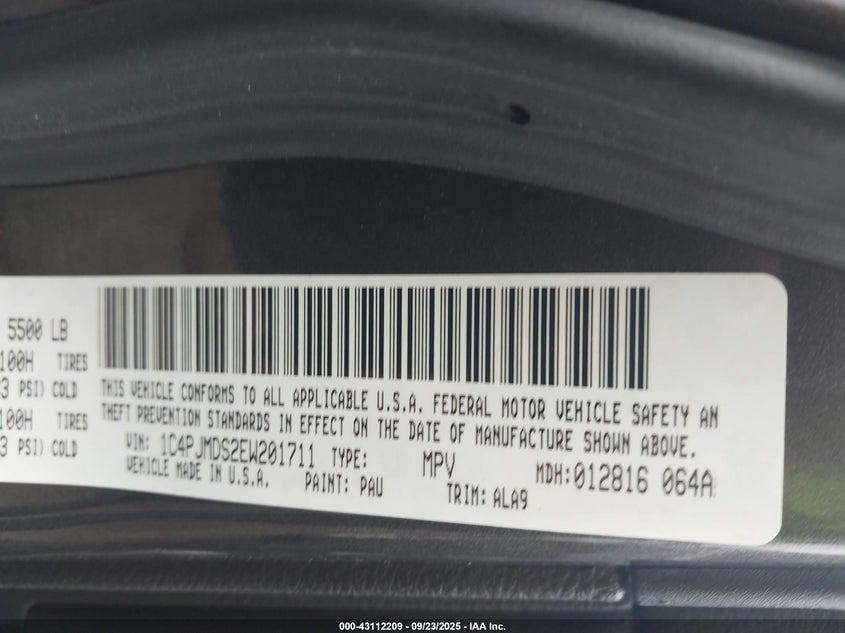 5500 LB
100H TIRES
3 PSI) COLD
100H TIRES
3 PSI) COLD
THIS VEHICLE CONFORMS TO ALL APPLICABLE U.S.A. FEDERAL MOTOR VEHICLE SAFETY AN
THEFT PREVENTION STANDARDS IN EFFECT ON THE DATE OF MANUFACTURE SHOWN ABOVE.
VIN: 1C4PJMDS2EW201711 TYPE: MPV MDH:012816 064A
VEHICLE MADE IN U.S.A. PAINT: PAU TRIM: ALA9
000-43112209 - 09/23/2025 - IAA Inc.